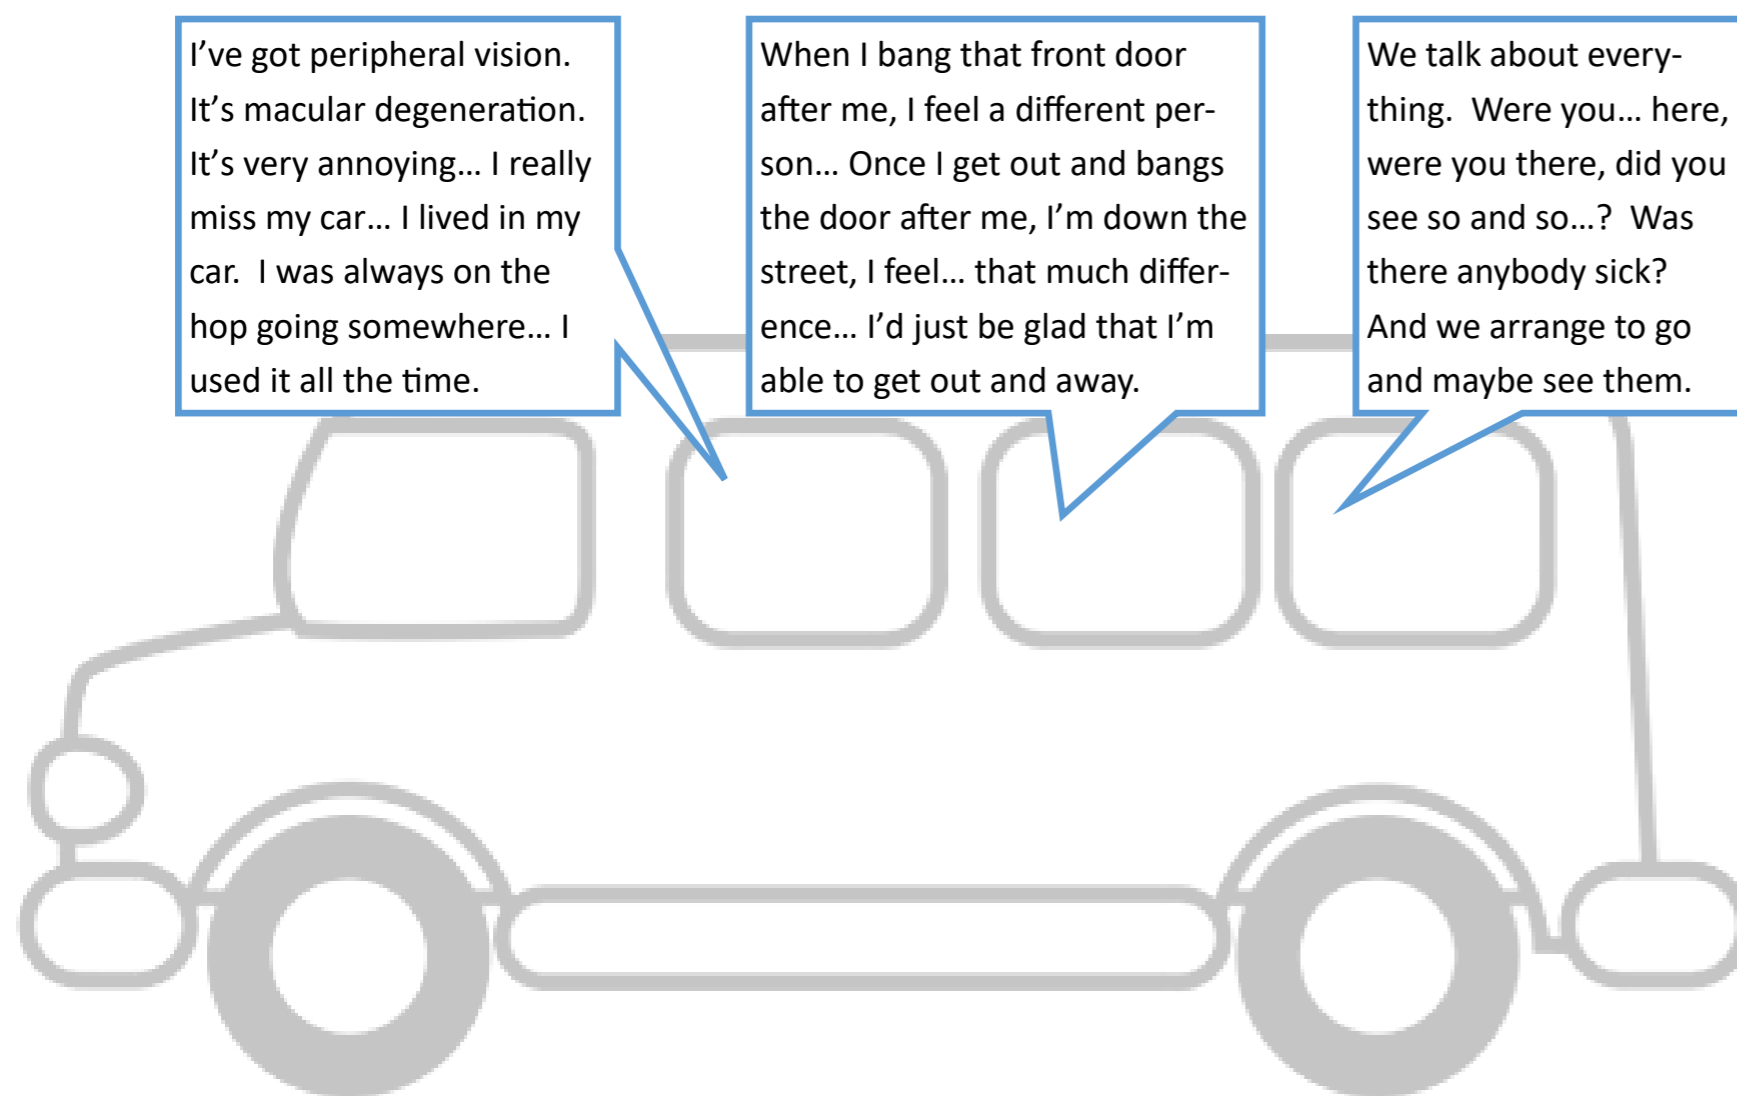 I’ve got peripheral vision.
It’s macular degeneration.
It’s very annoying… I really
miss my car… I lived in my
car.  I was always on the
hop going somewhere… I
used it all the time.
When I bang that front door
after me, I feel a different per-
son… Once I get out and bangs
the door after me, I’m down the
street, I feel… that much differ-
ence… I’d just be glad that I’m
able to get out and away.
We talk about every-
thing.  Were you… here,
were you there, did you
see so and so…?  Was
there anybody sick?
And we arrange to go
and maybe see them.